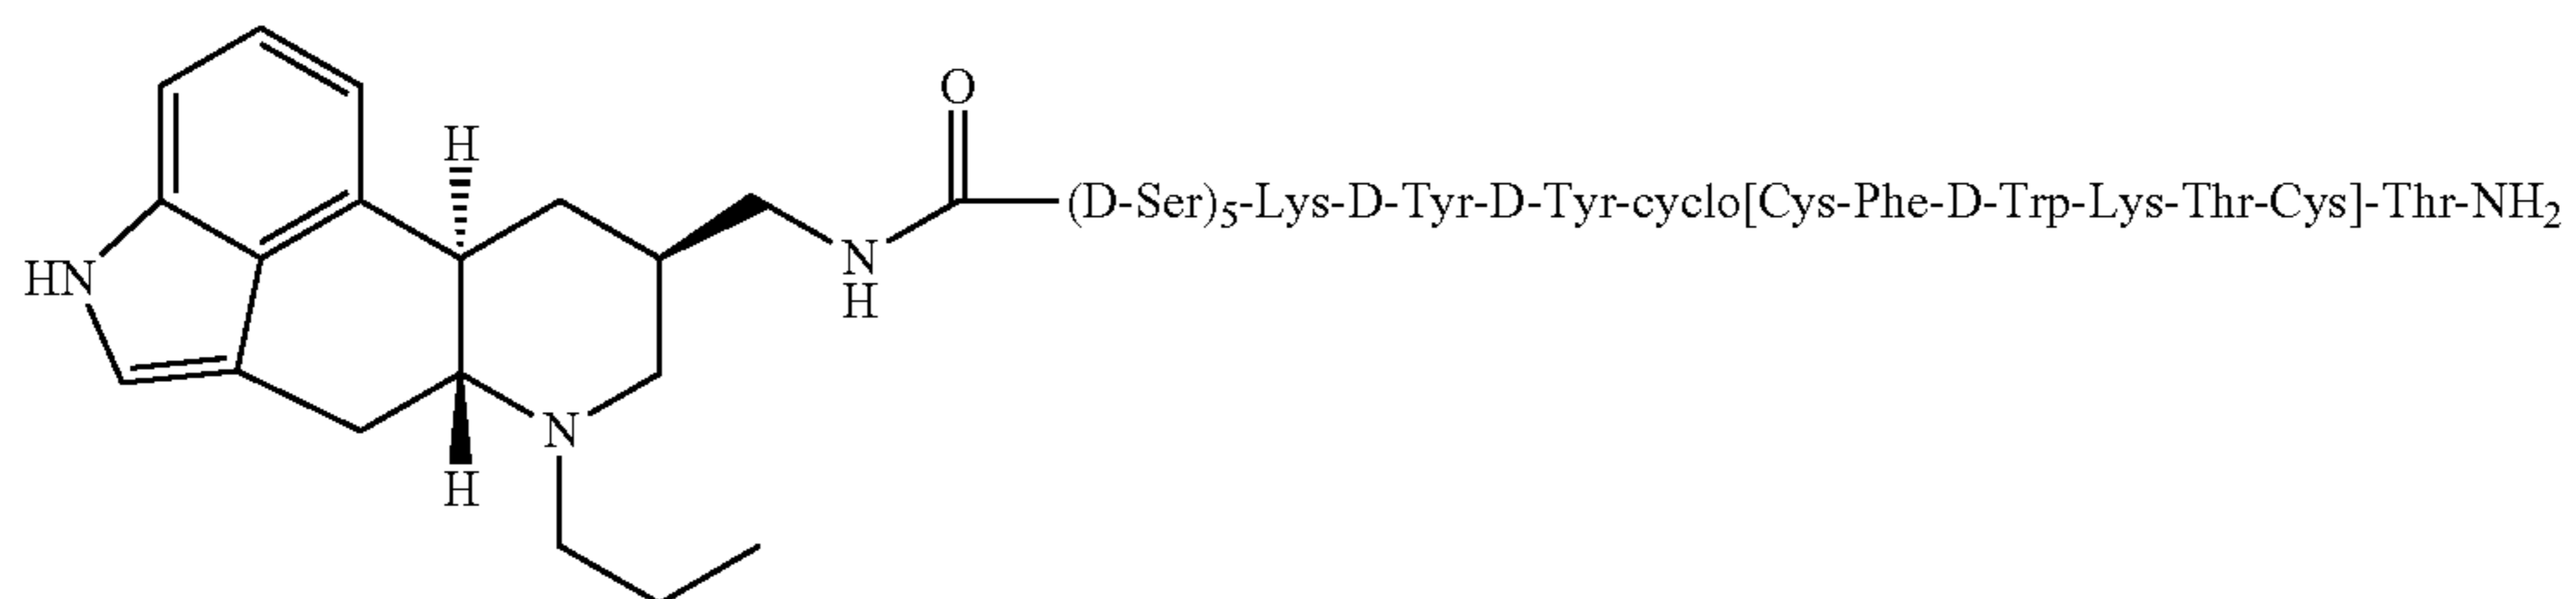 O
H
(D-Ser)5-Lys-D-Tyr-D-Tyr-cyclo[Cys-Phe-D-Trp-Lys-Thr-Cys]-Thr-NH2
N
H
HN
N
H